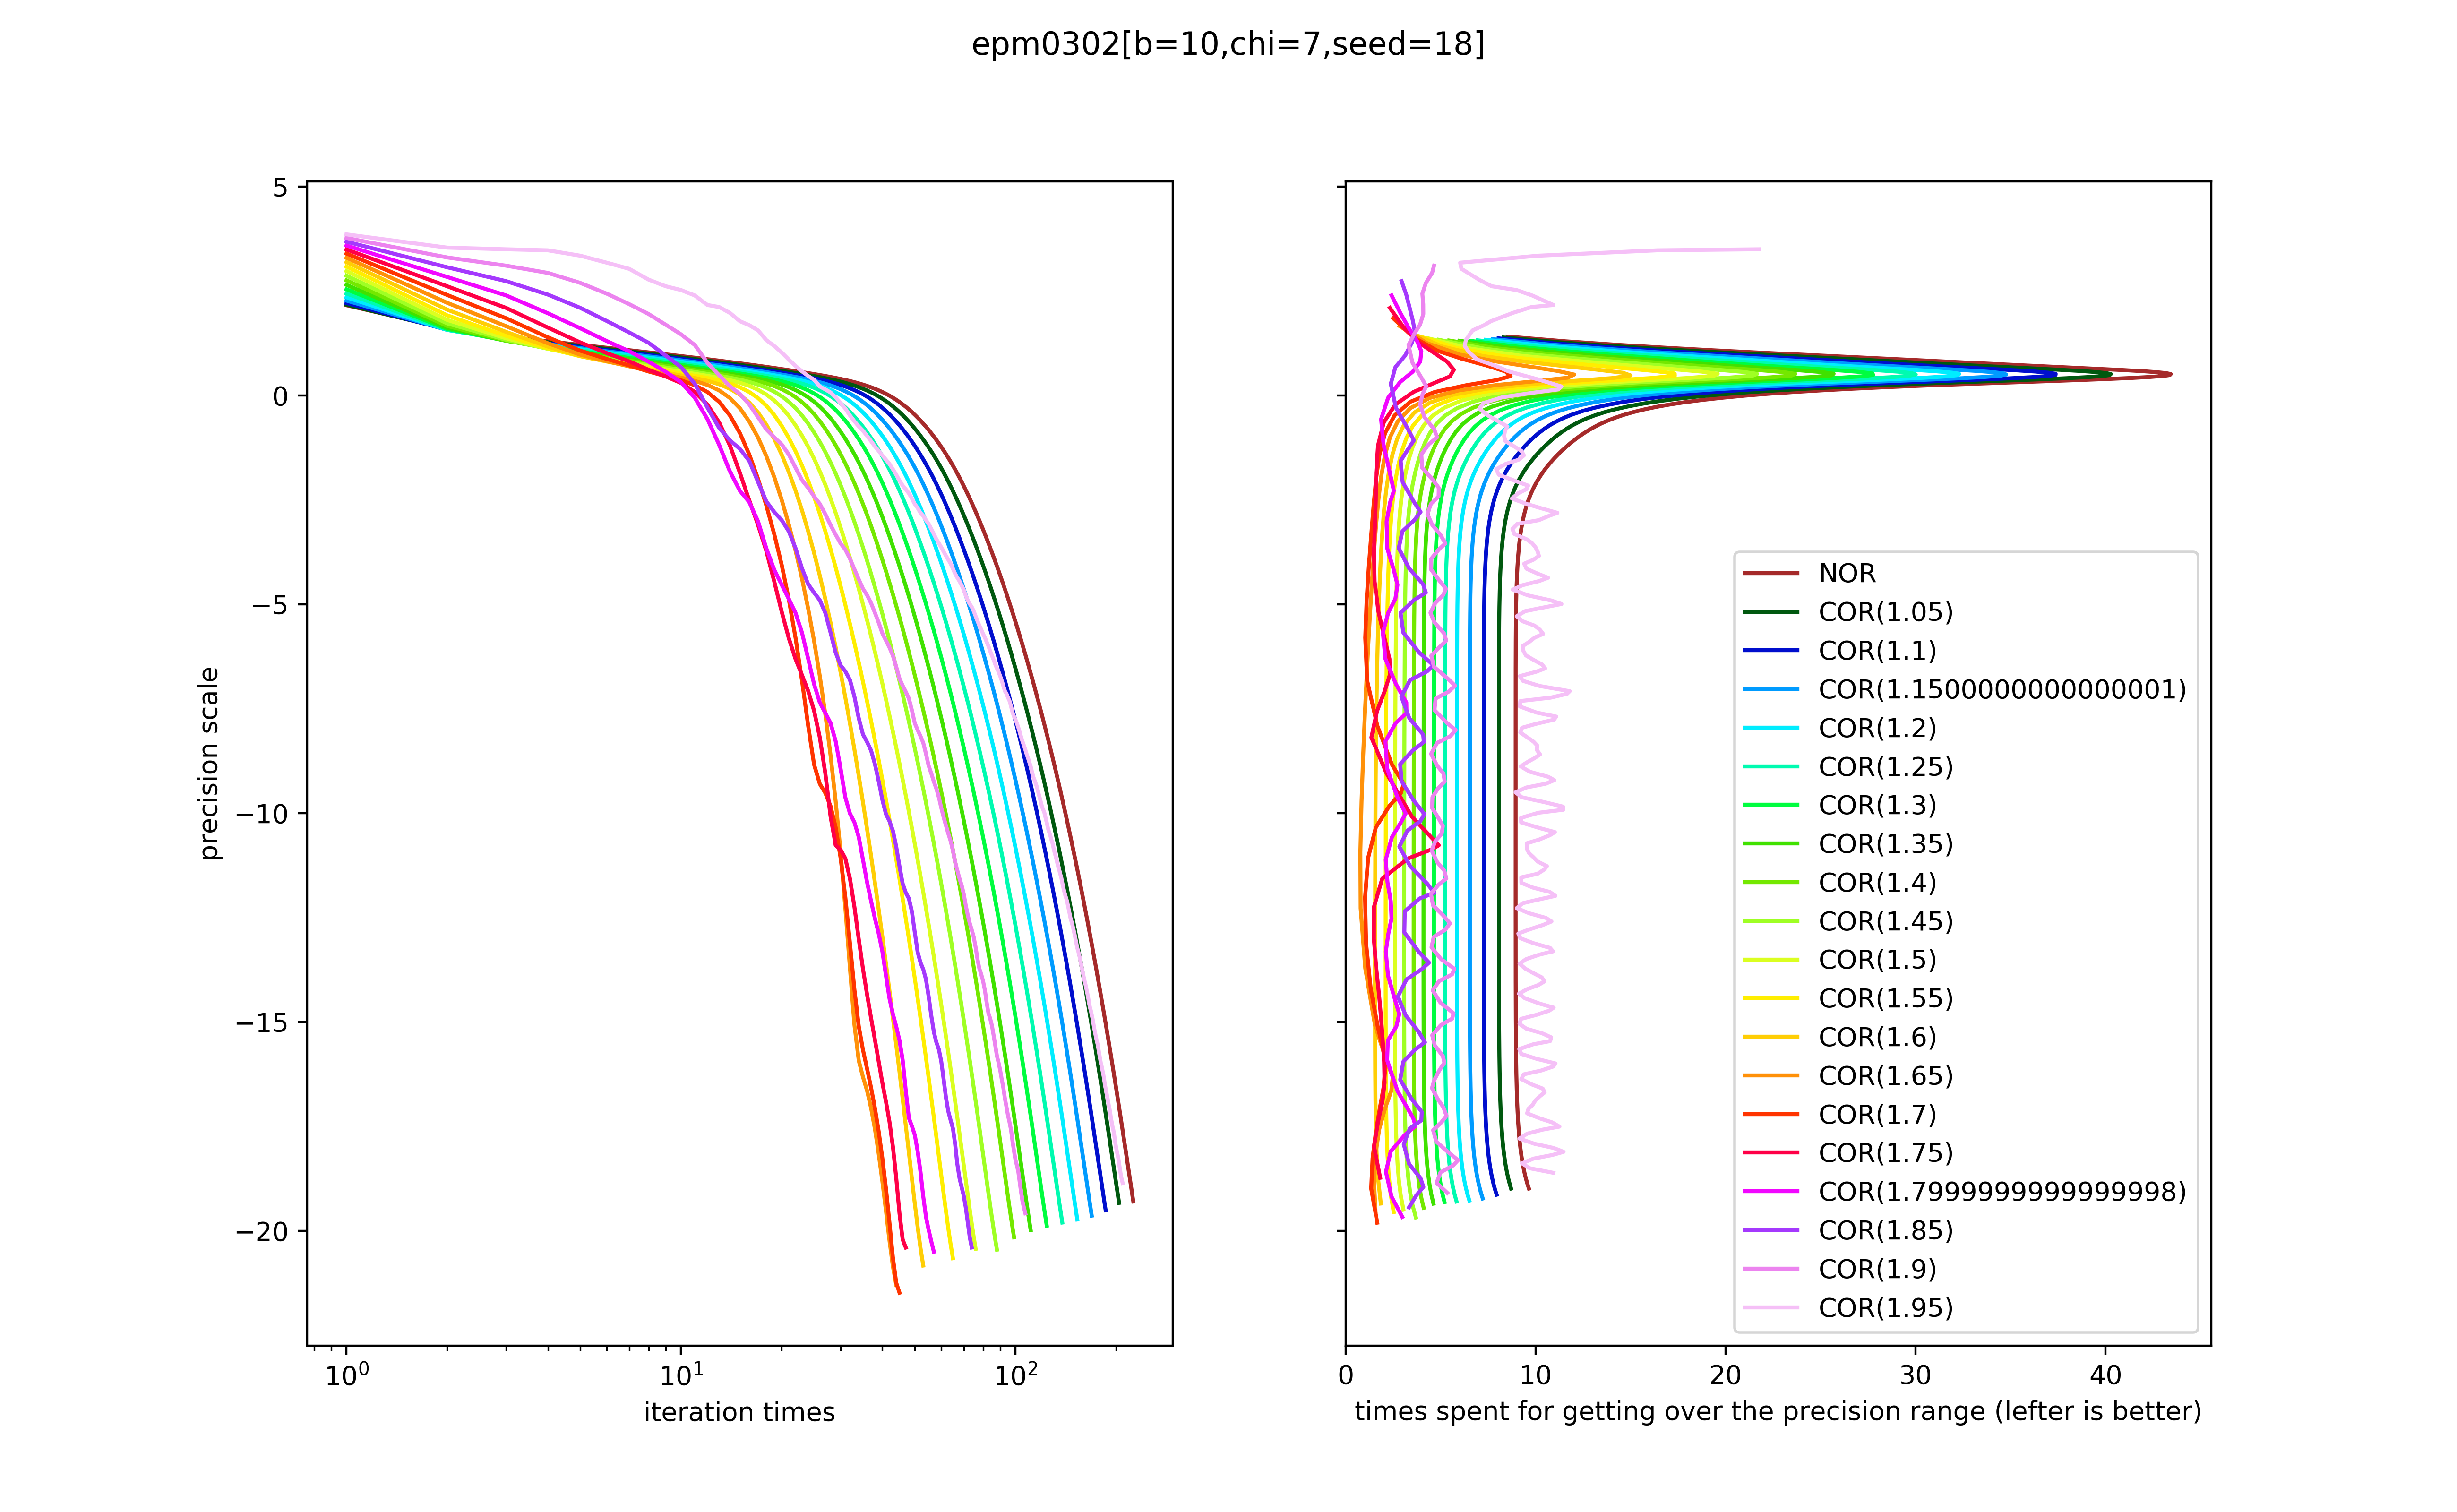 epm0302[b=10,chi=7,seed=18]
precision scale
5
0
−5
−10
−15
−20
10⁰
10¹
10²
iteration times
0
10
20
30
40
times spent for getting over the precision range (lefter is better)
NOR
COR(1.05)
COR(1.1)
COR(1.1500000000000001)
COR(1.2)
COR(1.25)
COR(1.3)
COR(1.35)
COR(1.4)
COR(1.45)
COR(1.5)
COR(1.55)
COR(1.6)
COR(1.65)
COR(1.7)
COR(1.75)
COR(1.7999999999999998)
COR(1.85)
COR(1.9)
COR(1.95)